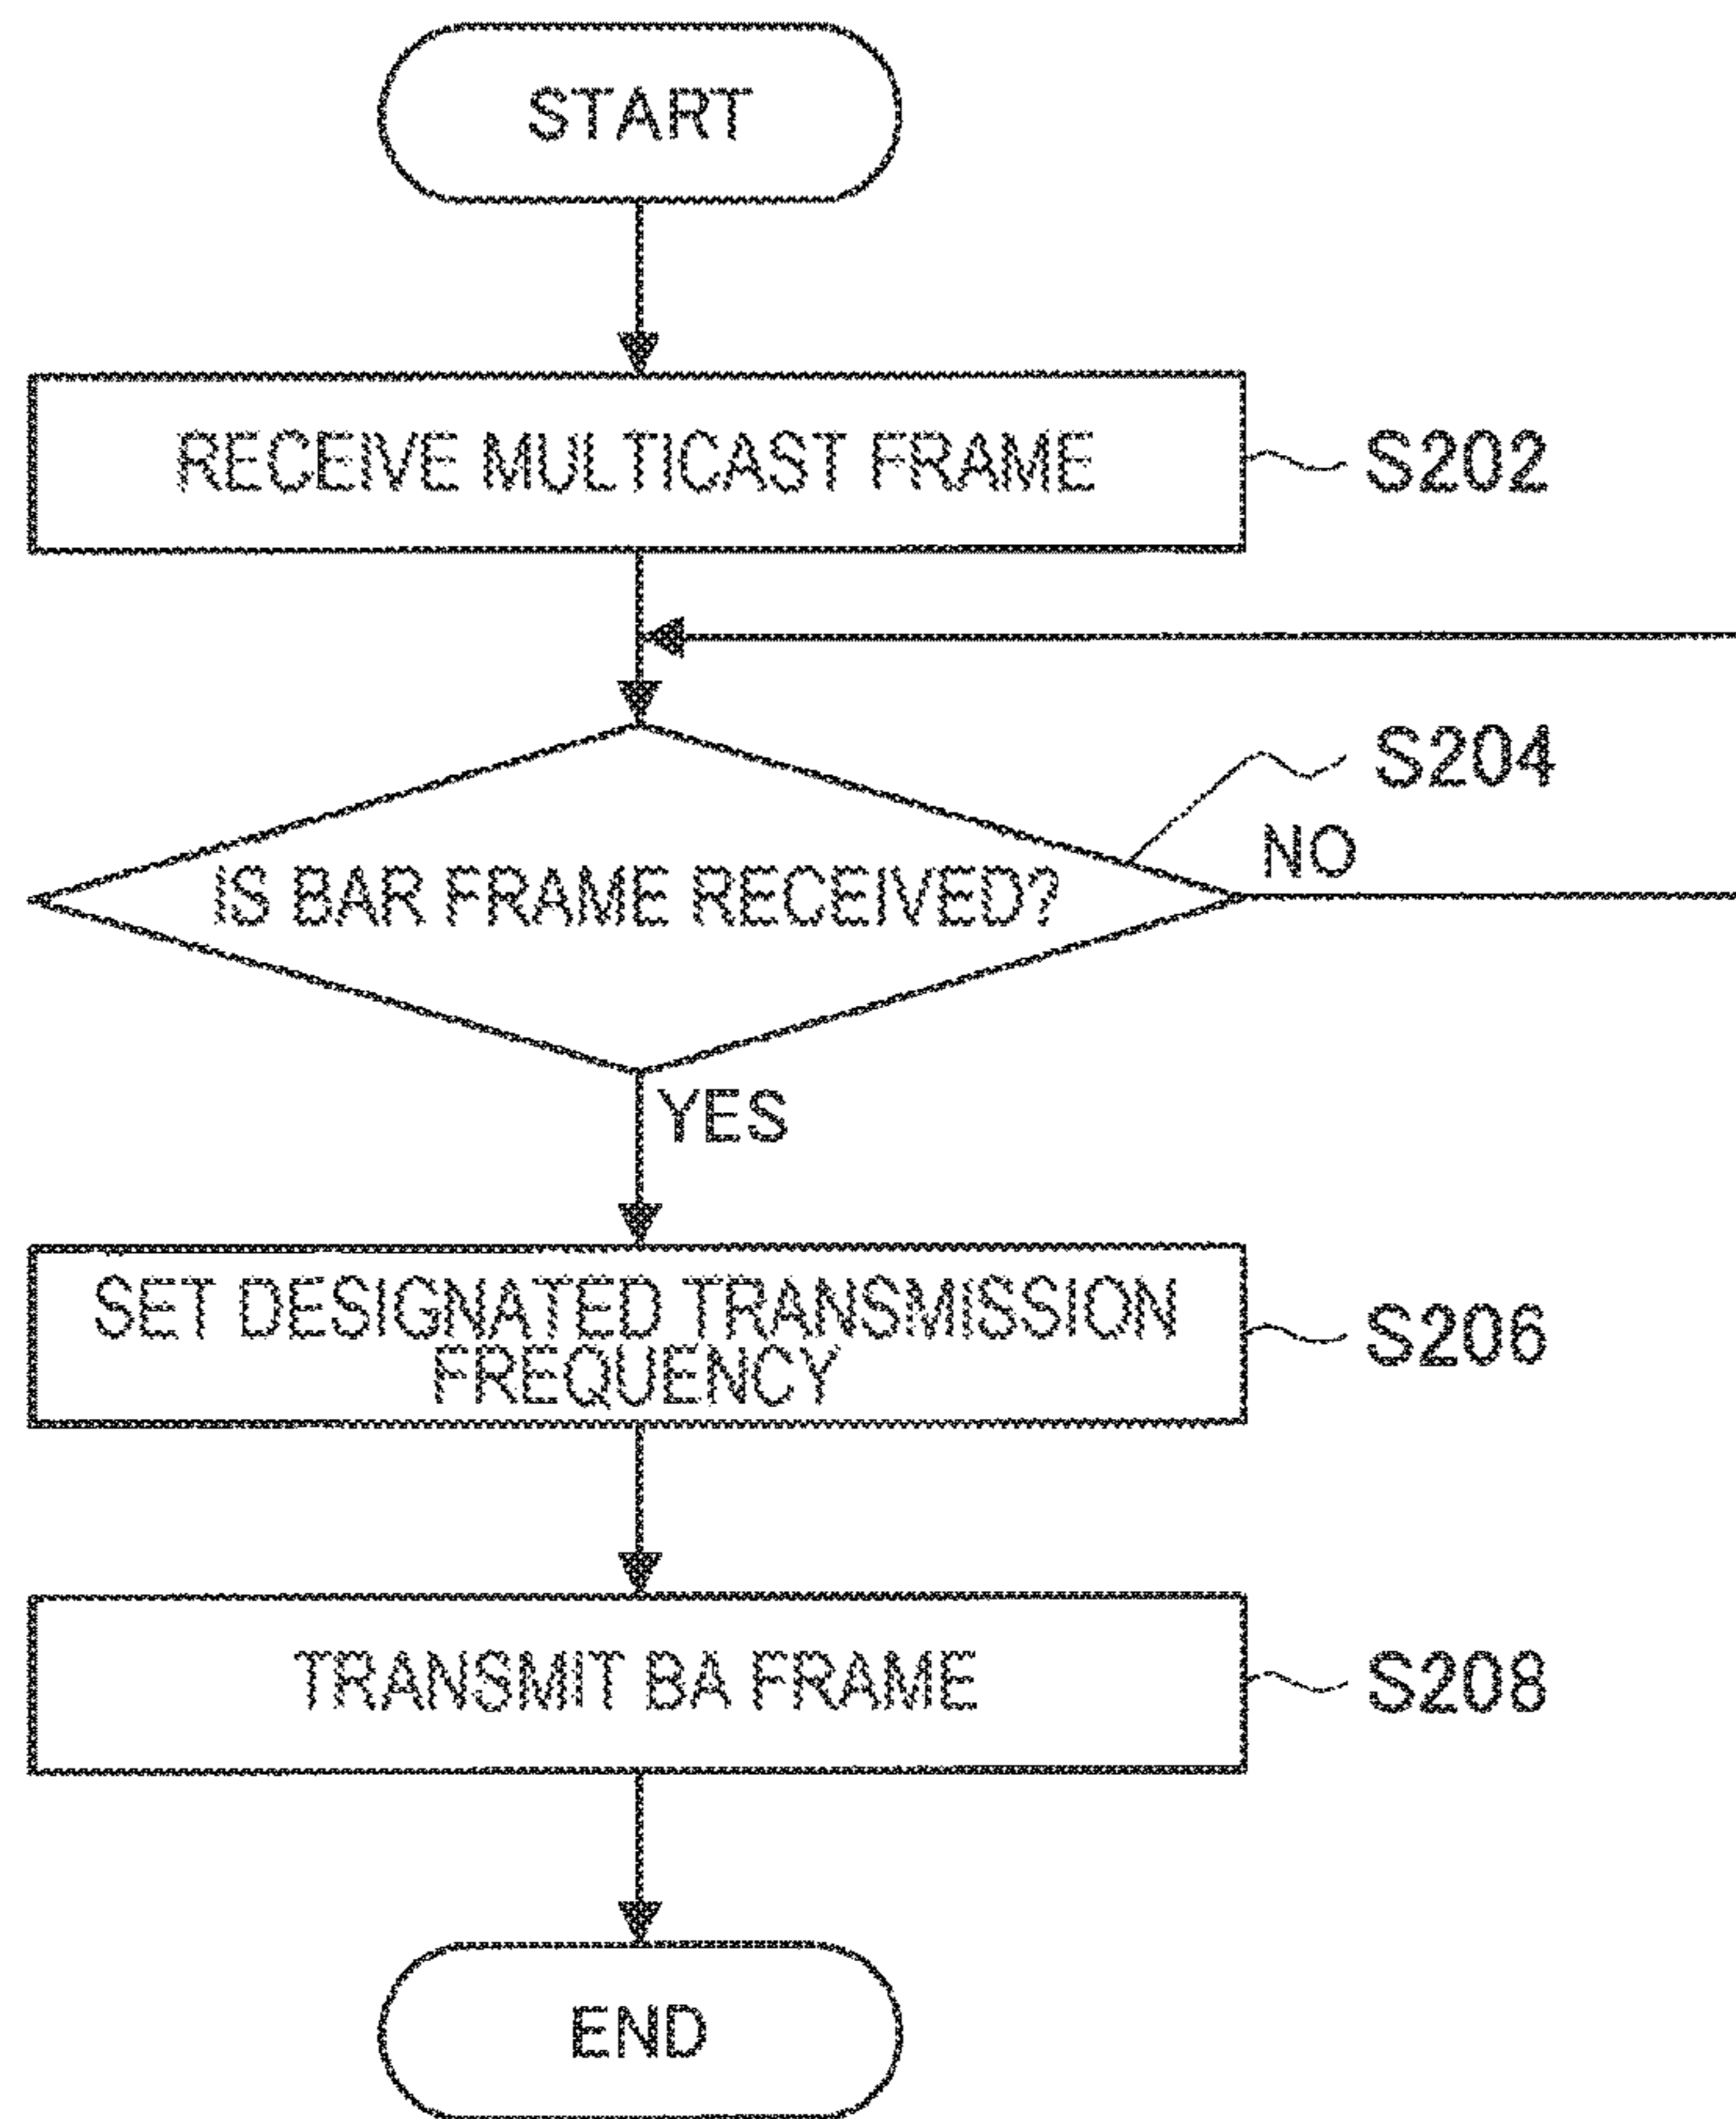 START
RECEIVE MULTICAST FRAME
S202
S204
NO
IS BAR FRAME RECEIVED?
YES
SET DESIGNATED TRANSMISSION
FREQUENCY
S206
TRANSMIT BA FRAME
S208
END